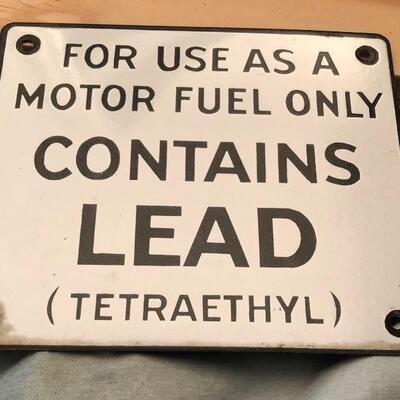 FOR USE AS A
MOTOR FUEL ONLY
CONTAINS
LEAD
(TETRAETHYL)